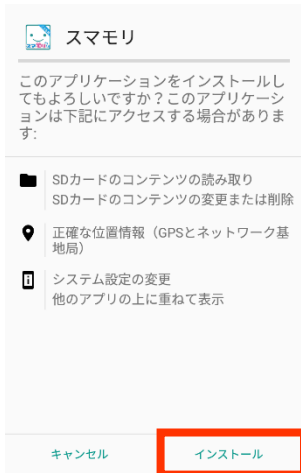 スマモリ
このアプリケーションをインストールし
てもよろしいですか？このアプリケーシ
ョンは下記にアクセスする場合がありま
す:
SDカードのコンテンツの読み取り
SDカードのコンテンツの変更または削除
正確な位置情報（GPSとネットワーク基
地局）
システム設定の変更
他のアプリの上に重ねて表示
キャンセル
インストール